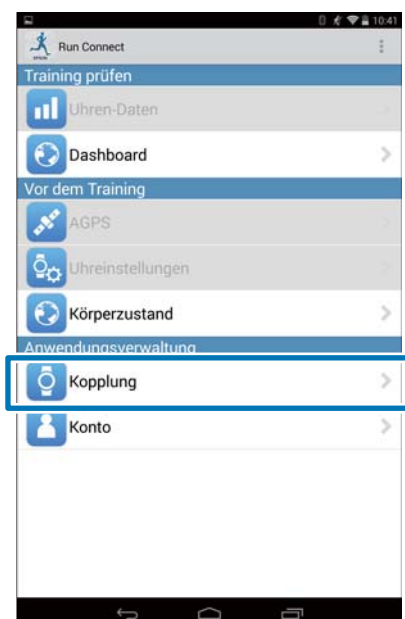 10:41
Run Connect
Training prüfen
Uhren-Daten
Dashboard
Vor dem Training
AGPS
Uhreinstellungen
Körperzustand
Anwendungsverwaltung
Kopplung
Konto